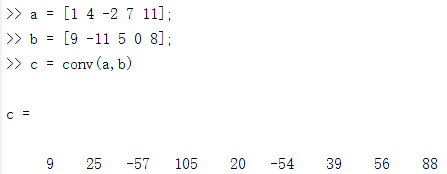 >> a = [1 4 -2 7 11];
>> b = [9 -11 5 0 8];
>> c = conv(a,b)
c =
9 25 -57 105 20 -54 39 56 88